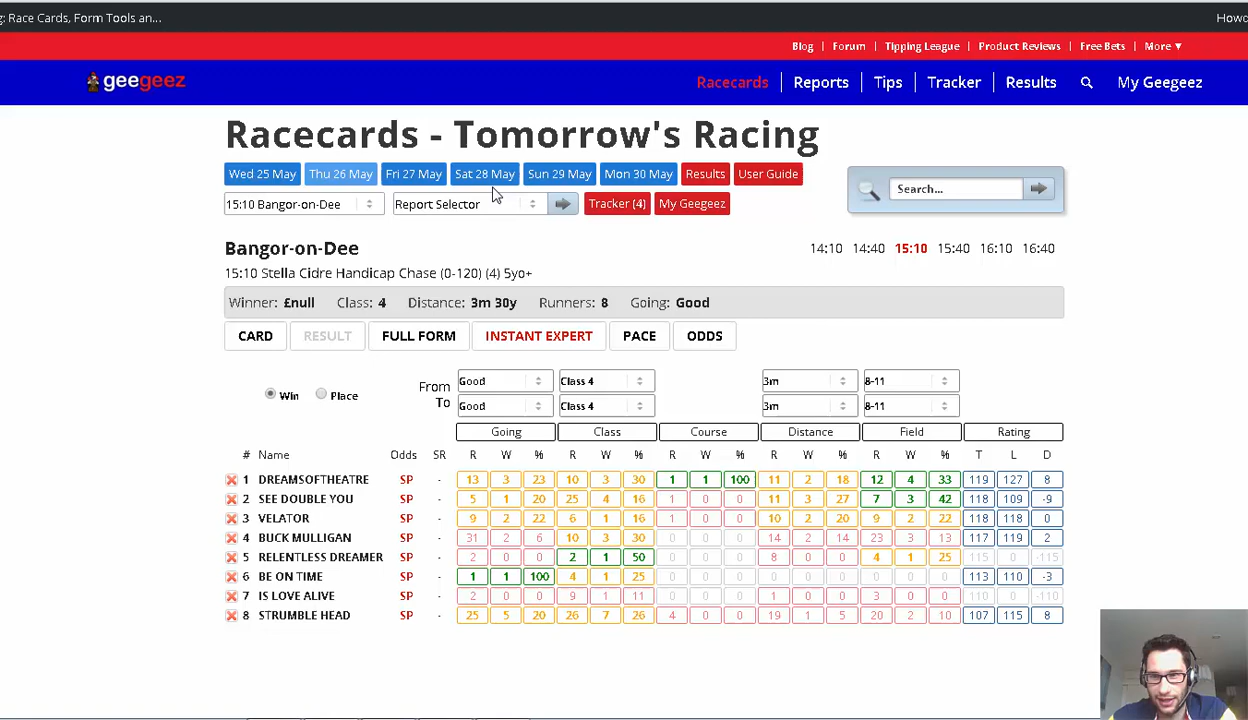 g: Race Cards, Form Tools an...
Howd
Blog | Forum | Tipping League | Product Reviews | Free Bets | More ▼
geegeez
Racecards | Reports | Tips | Tracker | Results | My Geegeez
Racecards - Tomorrow's Racing
Wed 25 May Thu 26 May Fri 27 May Sat 28 May Sun 29 May Mon 30 May Results User Guide
Search...
15:10 Bangor-on-Dee Report Selector Tracker (4) My Geegeez
Bangor-on-Dee 14:10 14:40 15:10 15:40 16:10 16:40
15:10 Stella Cidre Handicap Chase (0-120) (4) 5yo+
Winner: £null Class: 4 Distance: 3m 30y Runners: 8 Going: Good
CARD RESULT FULL FORM INSTANT EXPERT PACE ODDS
Win Place
From Good Class 4 3m 8-11
To Good Class 4 3m 8-11
Going Class Course Distance Field Rating
# Name Odds SR R W % R W % R W % R W % R W % T L D
1 DREAMSOFTHEATRE SP - 13 3 23 10 3 30 1 1 100 11 2 18 12 4 33 119 127 8
2 SEE DOUBLE YOU SP - 5 1 20 25 4 16 1 0 0 11 3 27 7 3 42 118 109 -9
3 VELATOR SP - 9 2 22 6 1 16 1 0 0 10 2 20 9 2 22 118 118 0
4 BUCK MULLIGAN SP - 31 2 6 10 3 30 0 0 0 14 2 14 23 3 13 117 119 2
5 RELENTLESS DREAMER SP - 2 0 0 2 1 50 0 0 0 8 0 0 4 1 25 115 0 -115
6 BE ON TIME SP - 1 1 100 4 1 25 0 0 0 0 0 0 0 0 0 113 110 -3
7 IS LOVE ALIVE SP - 2 0 0 9 1 11 0 0 0 1 0 0 3 0 0 110 0 -110
8 STRUMBLE HEAD SP - 25 5 20 26 7 26 4 0 0 19 1 5 20 2 10 107 115 8